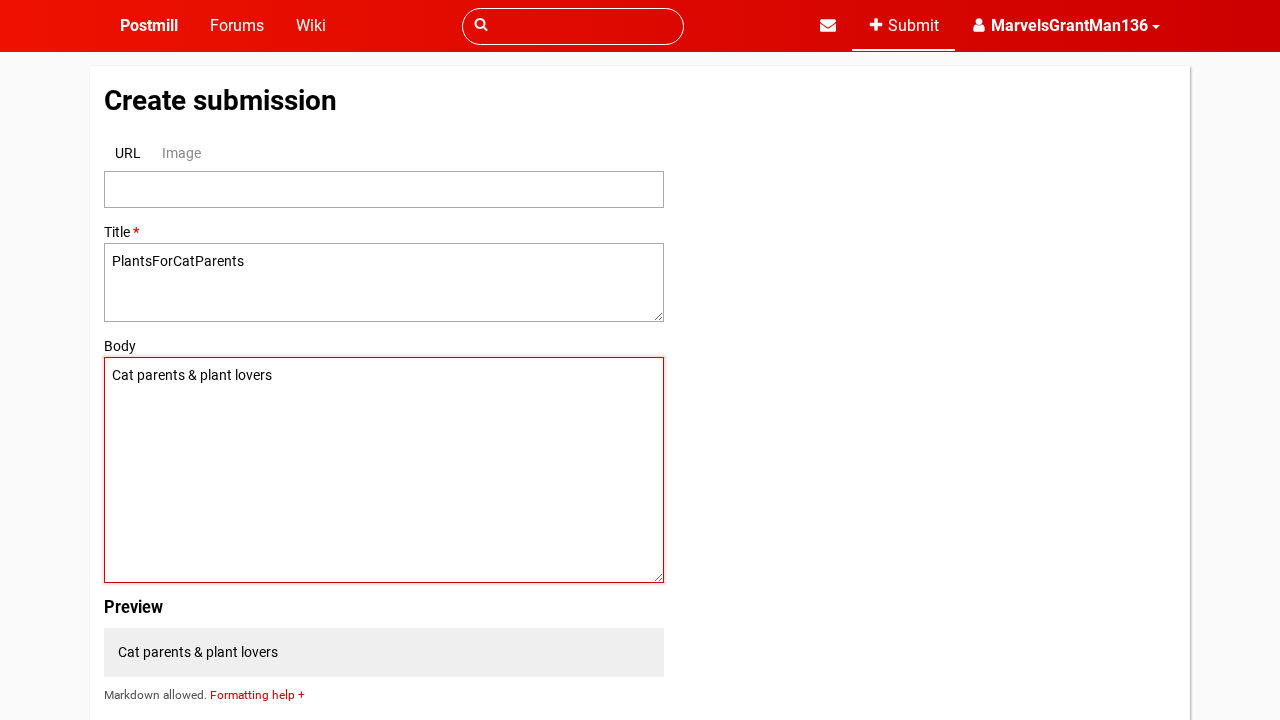 Postmill Forums Wiki Submit MarvelsGrantMan136
Create submission
URL Image
Title *
PlantsForCatParents
Body
Cat parents & plant lovers
Preview
Cat parents & plant lovers
Markdown allowed. Formatting help +